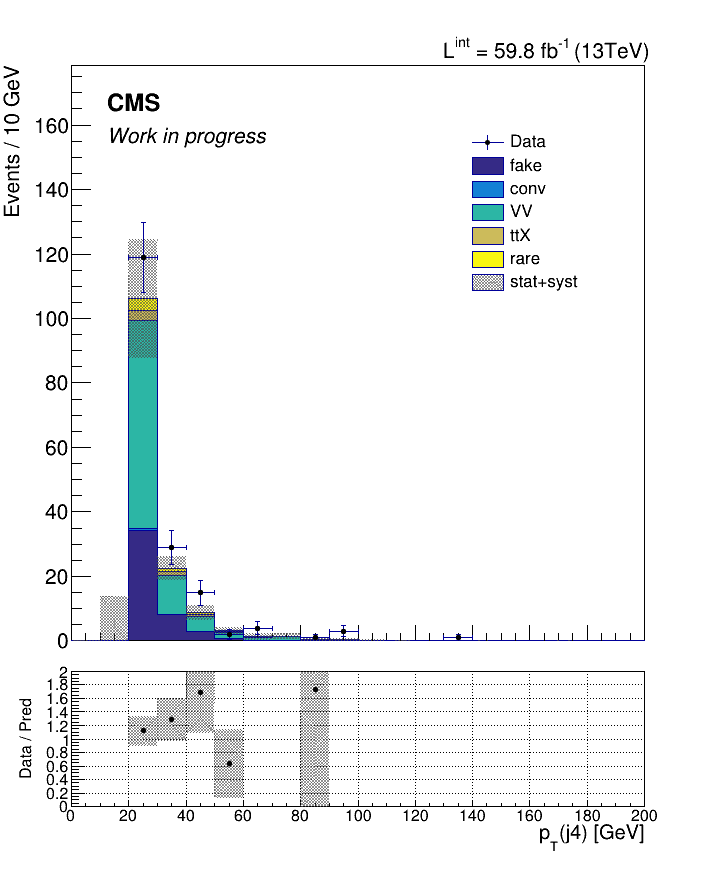 L^int = 59.8 fb^-1 (13TeV)
Events / 10 GeV
CMS
Work in progress
Data
fake
conv
VV
ttX
rare
stat+syst
160
140
120
100
80
60
40
20
0
Data / Pred
2
1.8
1.6
1.4
1.2
1
0.8
0.6
0.4
0.2
0
0 20 40 60 80 100 120 140 160 180 200
p_T(j4) [GeV]